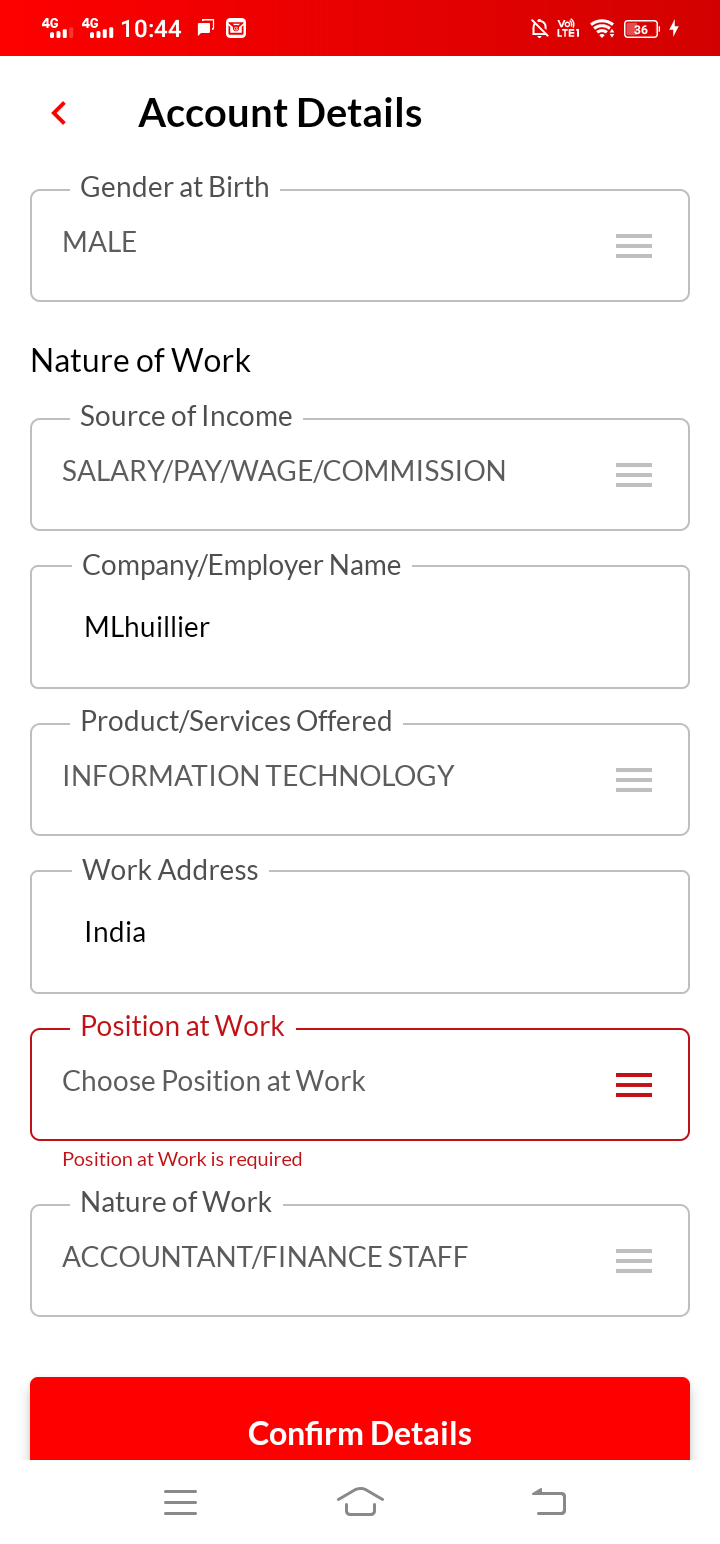 4G 4G 10:44 Vo) LTE1 36
Account Details
Gender at Birth
MALE
Nature of Work
Source of Income
SALARY/PAY/WAGE/COMMISSION
Company/Employer Name
MLhuillier
Product/Services Offered
INFORMATION TECHNOLOGY
Work Address
India
Position at Work
Choose Position at Work
Position at Work is required
Nature of Work
ACCOUNTANT/FINANCE STAFF
Confirm Details